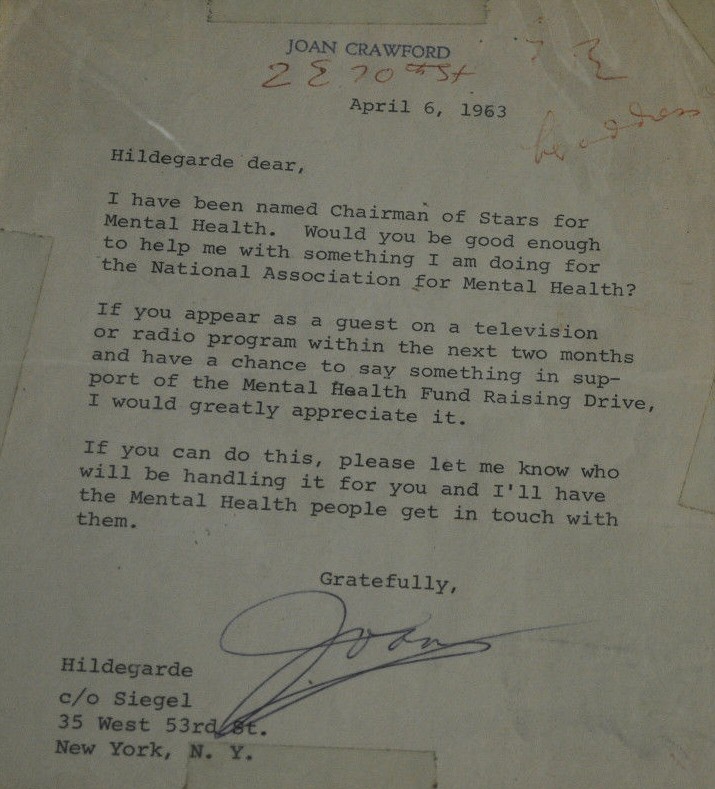 JOAN CRAWFORD
2 E 70th St
April 6, 1963
her address
Hildegarde dear,
I have been named Chairman of Stars for
Mental Health. Would you be good enough
to help me with something I am doing for
the National Association for Mental Health?
If you appear as a guest on a television
or radio program within the next two months
and have a chance to say something in sup-
port of the Mental Health Fund Raising Drive,
I would greatly appreciate it.
If you can do this, please let me know who
will be handling it for you and I'll have
the Mental Health people get in touch with
them.
Gratefully,
Joan
Hildegarde
c/o Siegel
35 West 53rd St.
New York, N. Y.